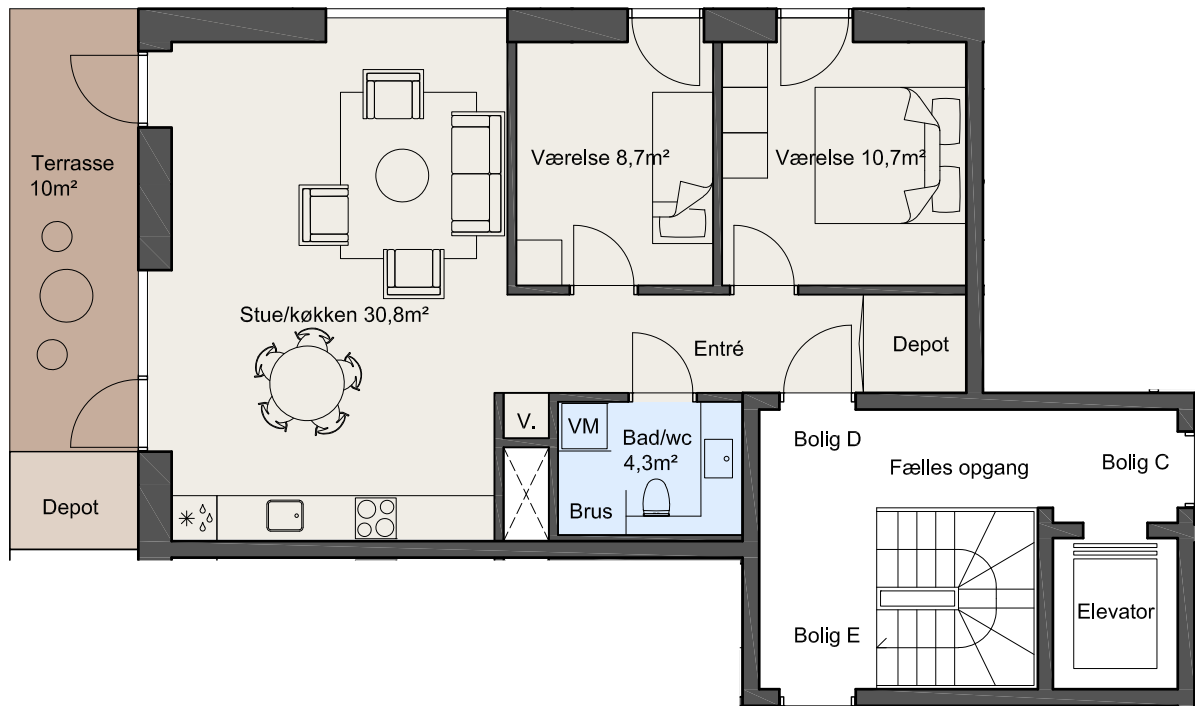 Terrasse
10m²
Værelse 8,7m²
Værelse 10,7m²
Stue/køkken 30,8m²
Entré
Depot
V.
VM
Bad/wc
4,3m²
Brus
Depot
Bolig D
Fælles opgang
Bolig C
Bolig E
Elevator